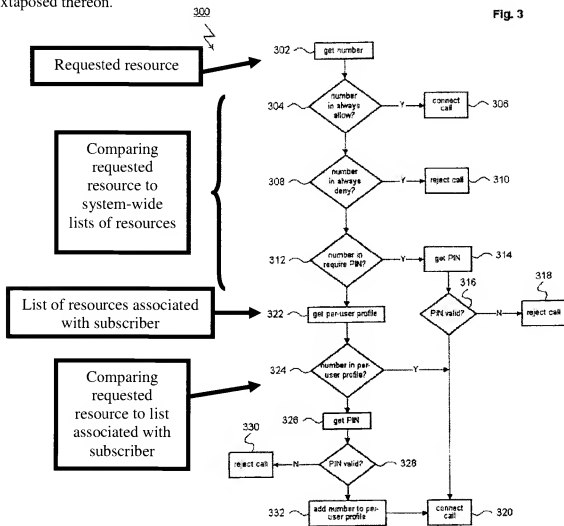 xtaposed thereon.
300
Fig. 3
302
get number
Requested resource
304
number
in always
allow?
Y
connect
call
306
Comparing
requested
resource to
system-wide
lists of resources
308
number
in always
deny?
Y
reject call
310
312
number in
require PIN?
Y
get PIN
314
316
318
List of resources associated
with subscriber
322
get per-user profile
PIN valid?
N
reject call
324
number in per-
user profile?
Y
Comparing
requested
resource to list
associated with
subscriber
326
get PIN
330
reject call
N
PIN valid?
328
332
add number to per-
user profile
connect
call
320